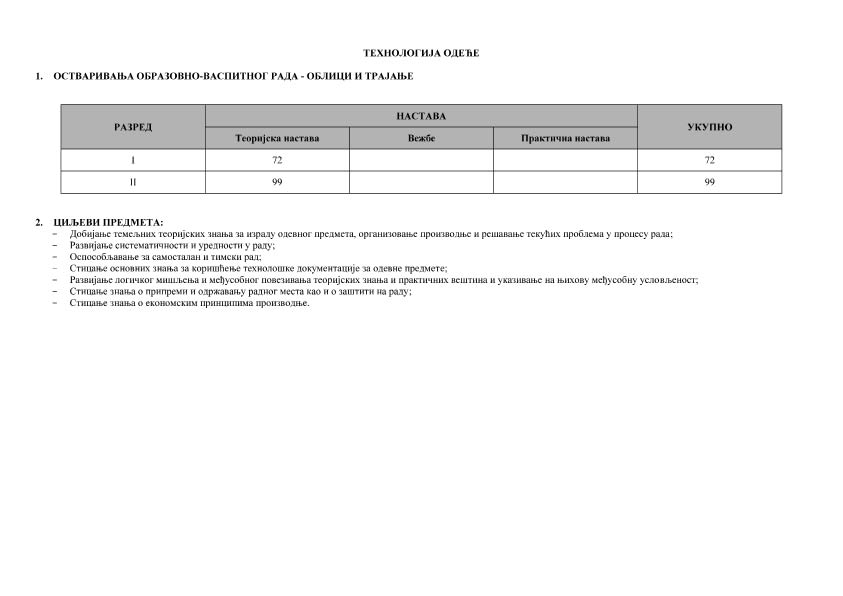 ТЕХНОЛОГИЈА ОДЕЋЕ
1. ОСТВАРИВАЊА ОБРАЗОВНО-ВАСПИТНОГ РАДА - ОБЛИЦИ И ТРАЈАЊЕ
РАЗРЕД НАСТАВА УКУПНО
Теоријска настава Вежбе Практична настава
I 72 72
II 99 99
2. ЦИЉЕВИ ПРЕДМЕТА:
− Добијање темељних теоријских знања за израду одевног предмета, организовање производње и решавање текућих проблема у процесу рада;
− Развијање систематичности и уредности у раду;
− Оспособљавање за самосталан и тимски рад;
− Стицање основних знања за коришћење технолошке документације за одевне предмете;
− Развијање логичког мишљења и међусобног повезивања теоријских знања и практичних вештина и указивање на њихову међусобну условљеност;
− Стицање знања о припреми и одржавању радног места као и о заштити на раду;
− Стицање знања о економским принципима производње.